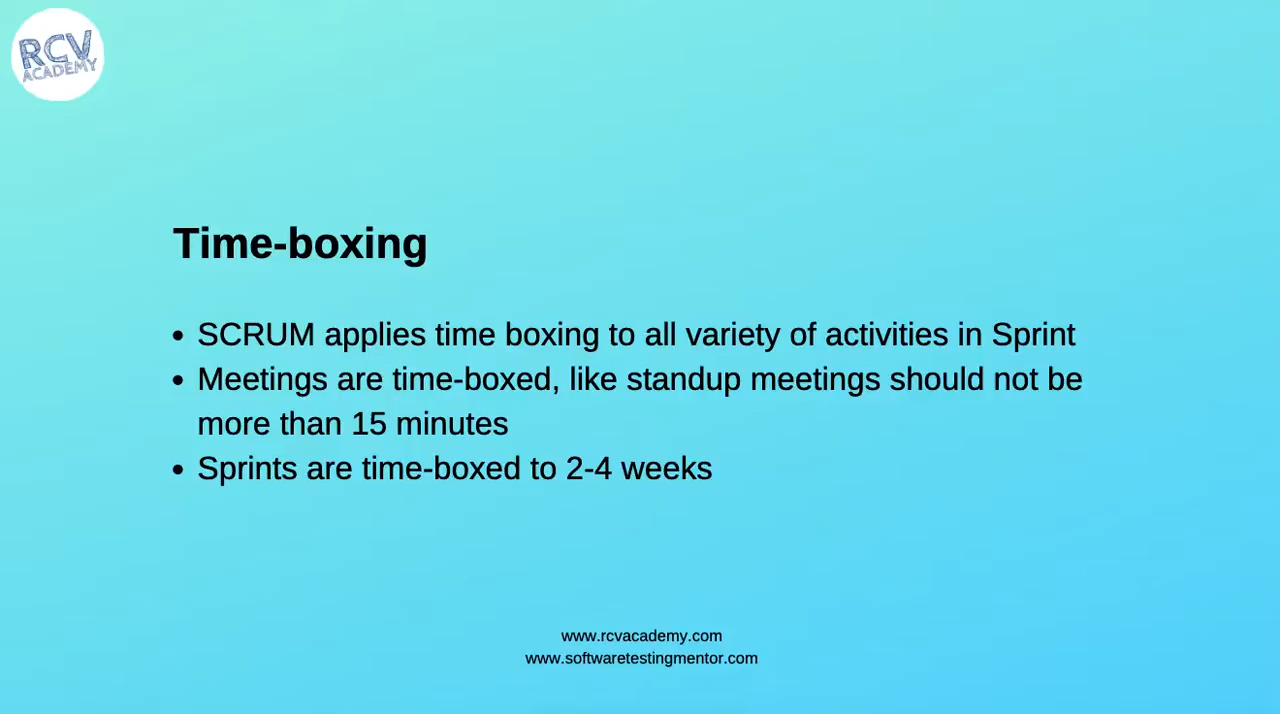 RCV
ACADEMY
Time-boxing
• SCRUM applies time boxing to all variety of activities in Sprint
• Meetings are time-boxed, like standup meetings should not be
more than 15 minutes
• Sprints are time-boxed to 2-4 weeks
www.rcvacademy.com
www.softwaretestingmentor.com